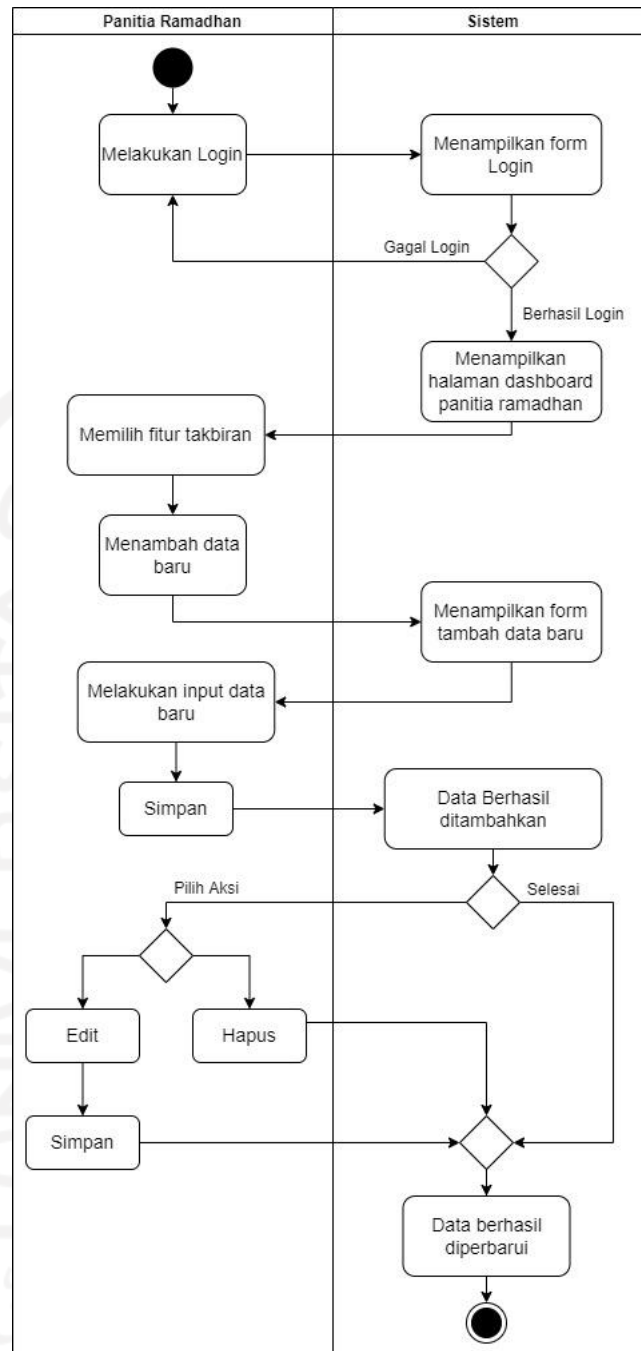 Panitia Ramadhan
Sistem
Melakukan Login
Menampilkan form
Login
Gagal Login
Berhasil Login
Menampilkan
halaman dashboard
panitia ramadhan
Memilih fitur takbiran
Menambah data
baru
Menampilkan form
tambah data baru
Melakukan input data
baru
Simpan
Data Berhasil
ditambahkan
Pilih Aksi
Selesai
Edit
Hapus
Simpan
Data berhasil
diperbarui